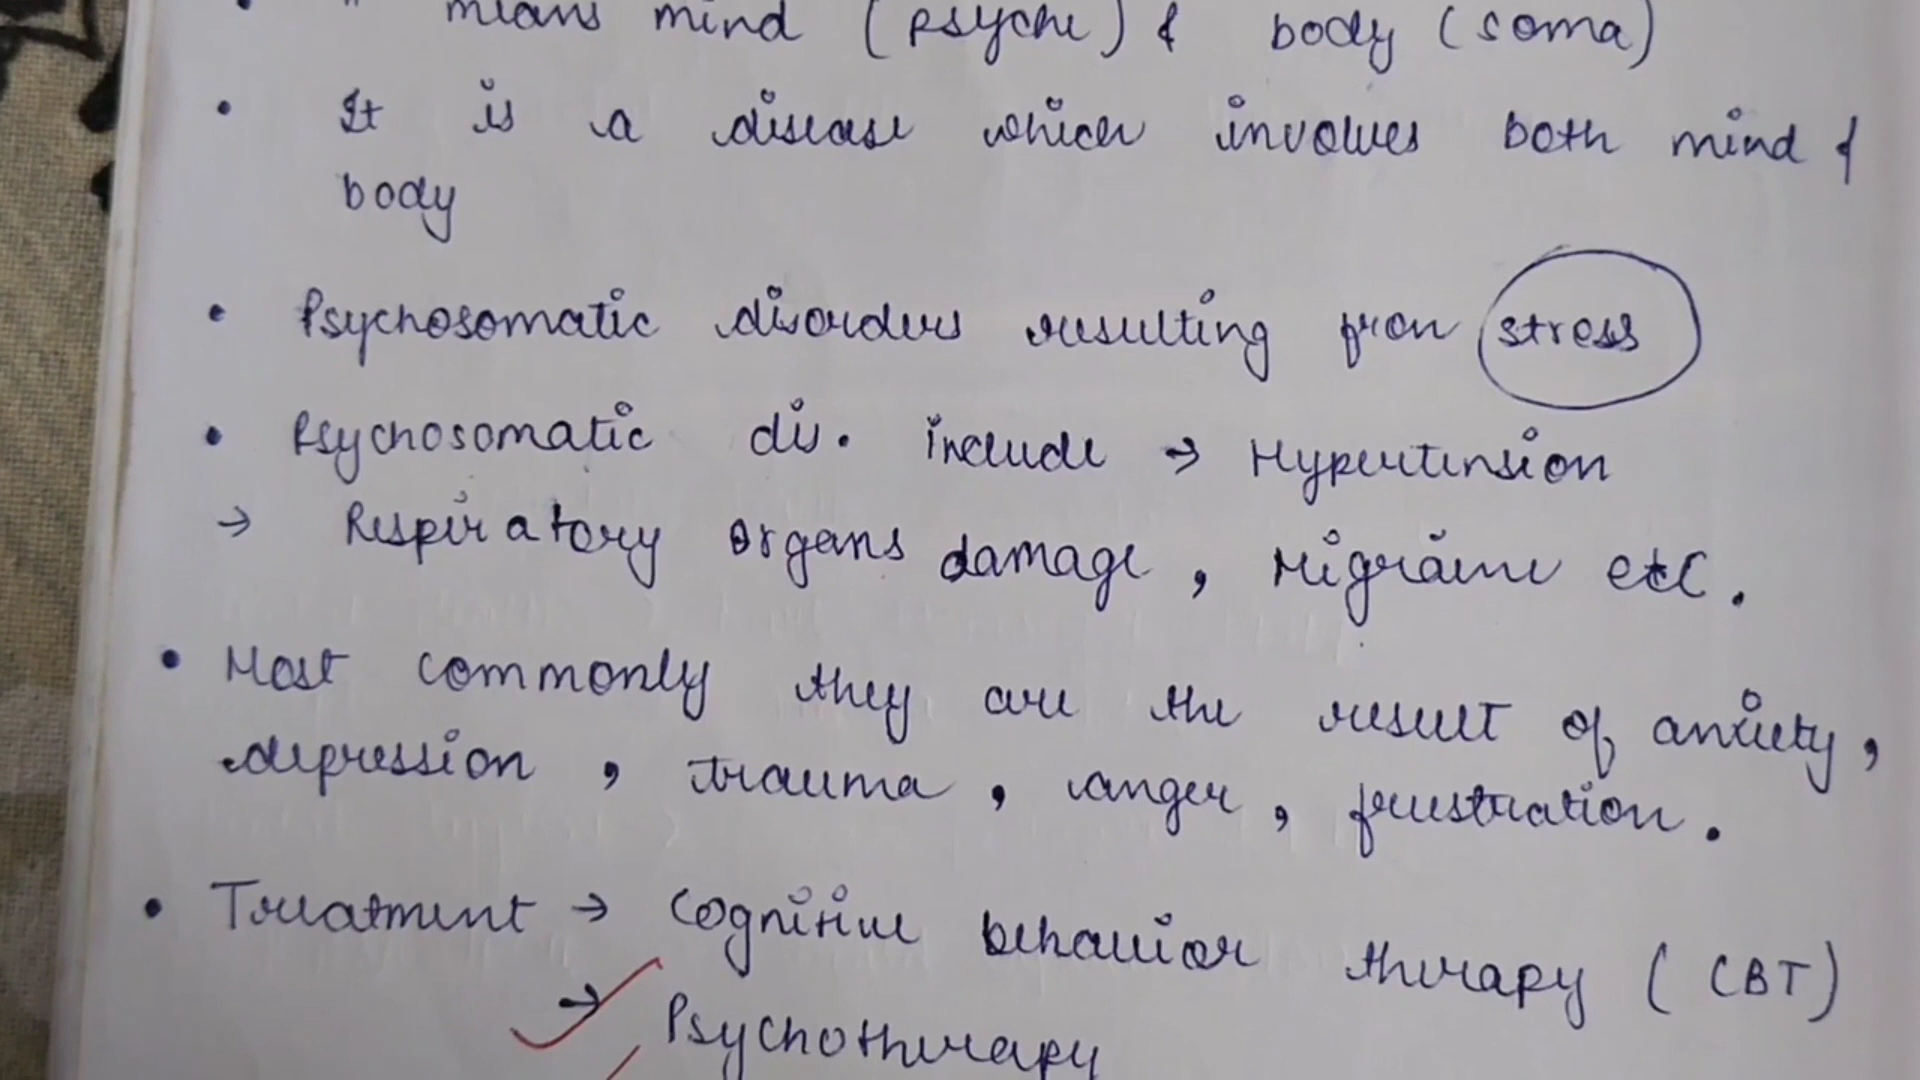 • " means mind (psyche) & body (soma)
• It is a disease which involves both mind &
body
• Psychosomatic disorders resulting from stress
• Psychosomatic dis. include → Hypertension
→ Respiratory organs damage, Migraine etc.
• Most commonly they are the result of anxiety,
depression, trauma, anger, frustration.
• Treatment → Cognitive behavior therapy (CBT)
→ Psychotherapy